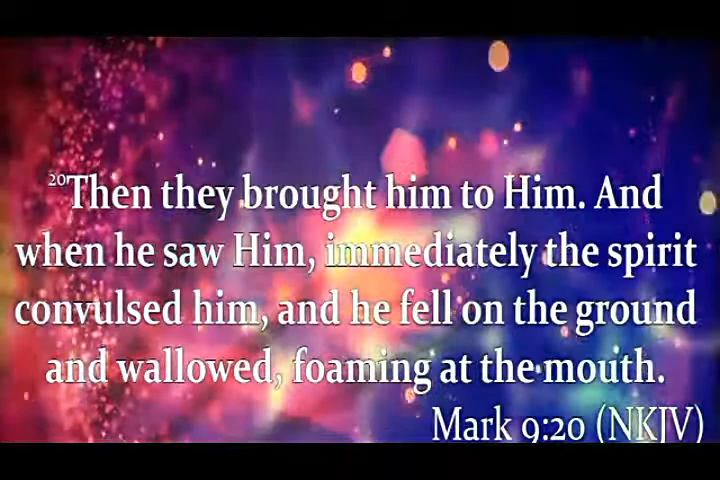 20Then they brought him to Him. And
when he saw Him, immediately the spirit
convulsed him, and he fell on the ground
and wallowed, foaming at the mouth.
Mark 9:20 (NKJV)